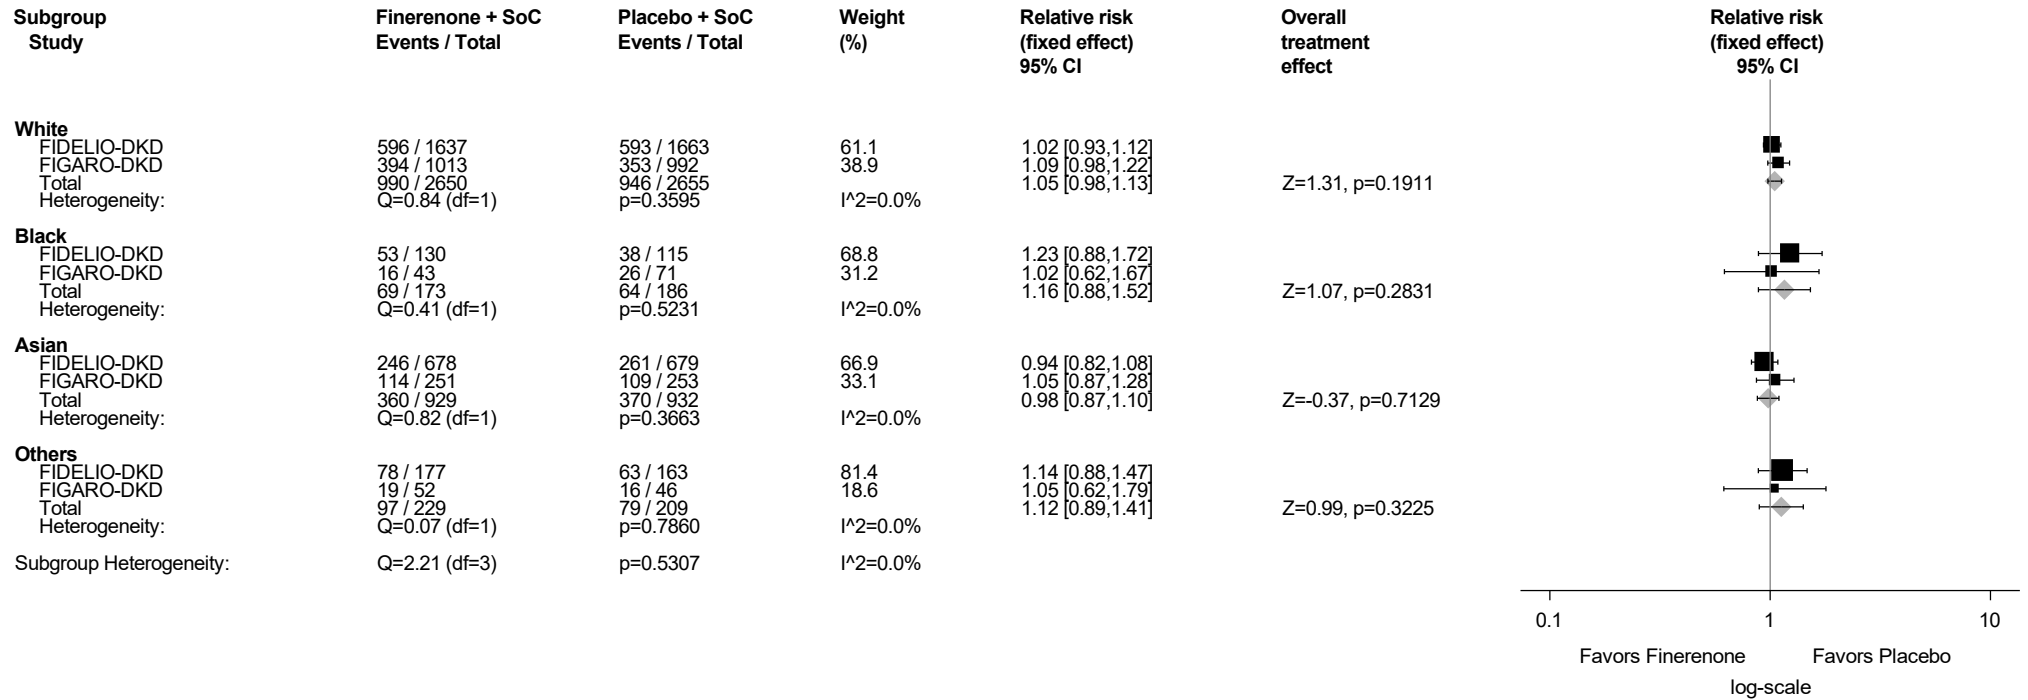 Subgroup Finerenone + SoC Placebo + SoC Weight Relative risk Overall Relative risk
Study Events / Total Events / Total (%) (fixed effect) treatment (fixed effect)
95% CI effect 95% CI
White
FIDELIO-DKD 596 / 1637 593 / 1663 61.1 1.02 [0.93,1.12]
FIGARO-DKD 394 / 1013 353 / 992 38.9 1.09 [0.98,1.22]
Total 990 / 2650 946 / 2655 1.05 [0.98,1.13] Z=1.31, p=0.1911
Heterogeneity: Q=0.84 (df=1) p=0.3595 I^2=0.0%
Black
FIDELIO-DKD 53 / 130 38 / 115 68.8 1.23 [0.88,1.72]
FIGARO-DKD 16 / 43 26 / 71 31.2 1.02 [0.62,1.67]
Total 69 / 173 64 / 186 1.16 [0.88,1.52] Z=1.07, p=0.2831
Heterogeneity: Q=0.41 (df=1) p=0.5231 I^2=0.0%
Asian
FIDELIO-DKD 246 / 678 261 / 679 66.9 0.94 [0.82,1.08]
FIGARO-DKD 114 / 251 109 / 253 33.1 1.05 [0.87,1.28]
Total 360 / 929 370 / 932 0.98 [0.87,1.10] Z=-0.37, p=0.7129
Heterogeneity: Q=0.82 (df=1) p=0.3663 I^2=0.0%
Others
FIDELIO-DKD 78 / 177 63 / 163 81.4 1.14 [0.88,1.47]
FIGARO-DKD 19 / 52 16 / 46 18.6 1.05 [0.62,1.79]
Total 97 / 229 79 / 209 1.12 [0.89,1.41] Z=0.99, p=0.3225
Heterogeneity: Q=0.07 (df=1) p=0.7860 I^2=0.0%
Subgroup Heterogeneity: Q=2.21 (df=3) p=0.5307 I^2=0.0%
0.1 1 10
Favors Finerenone Favors Placebo
log-scale